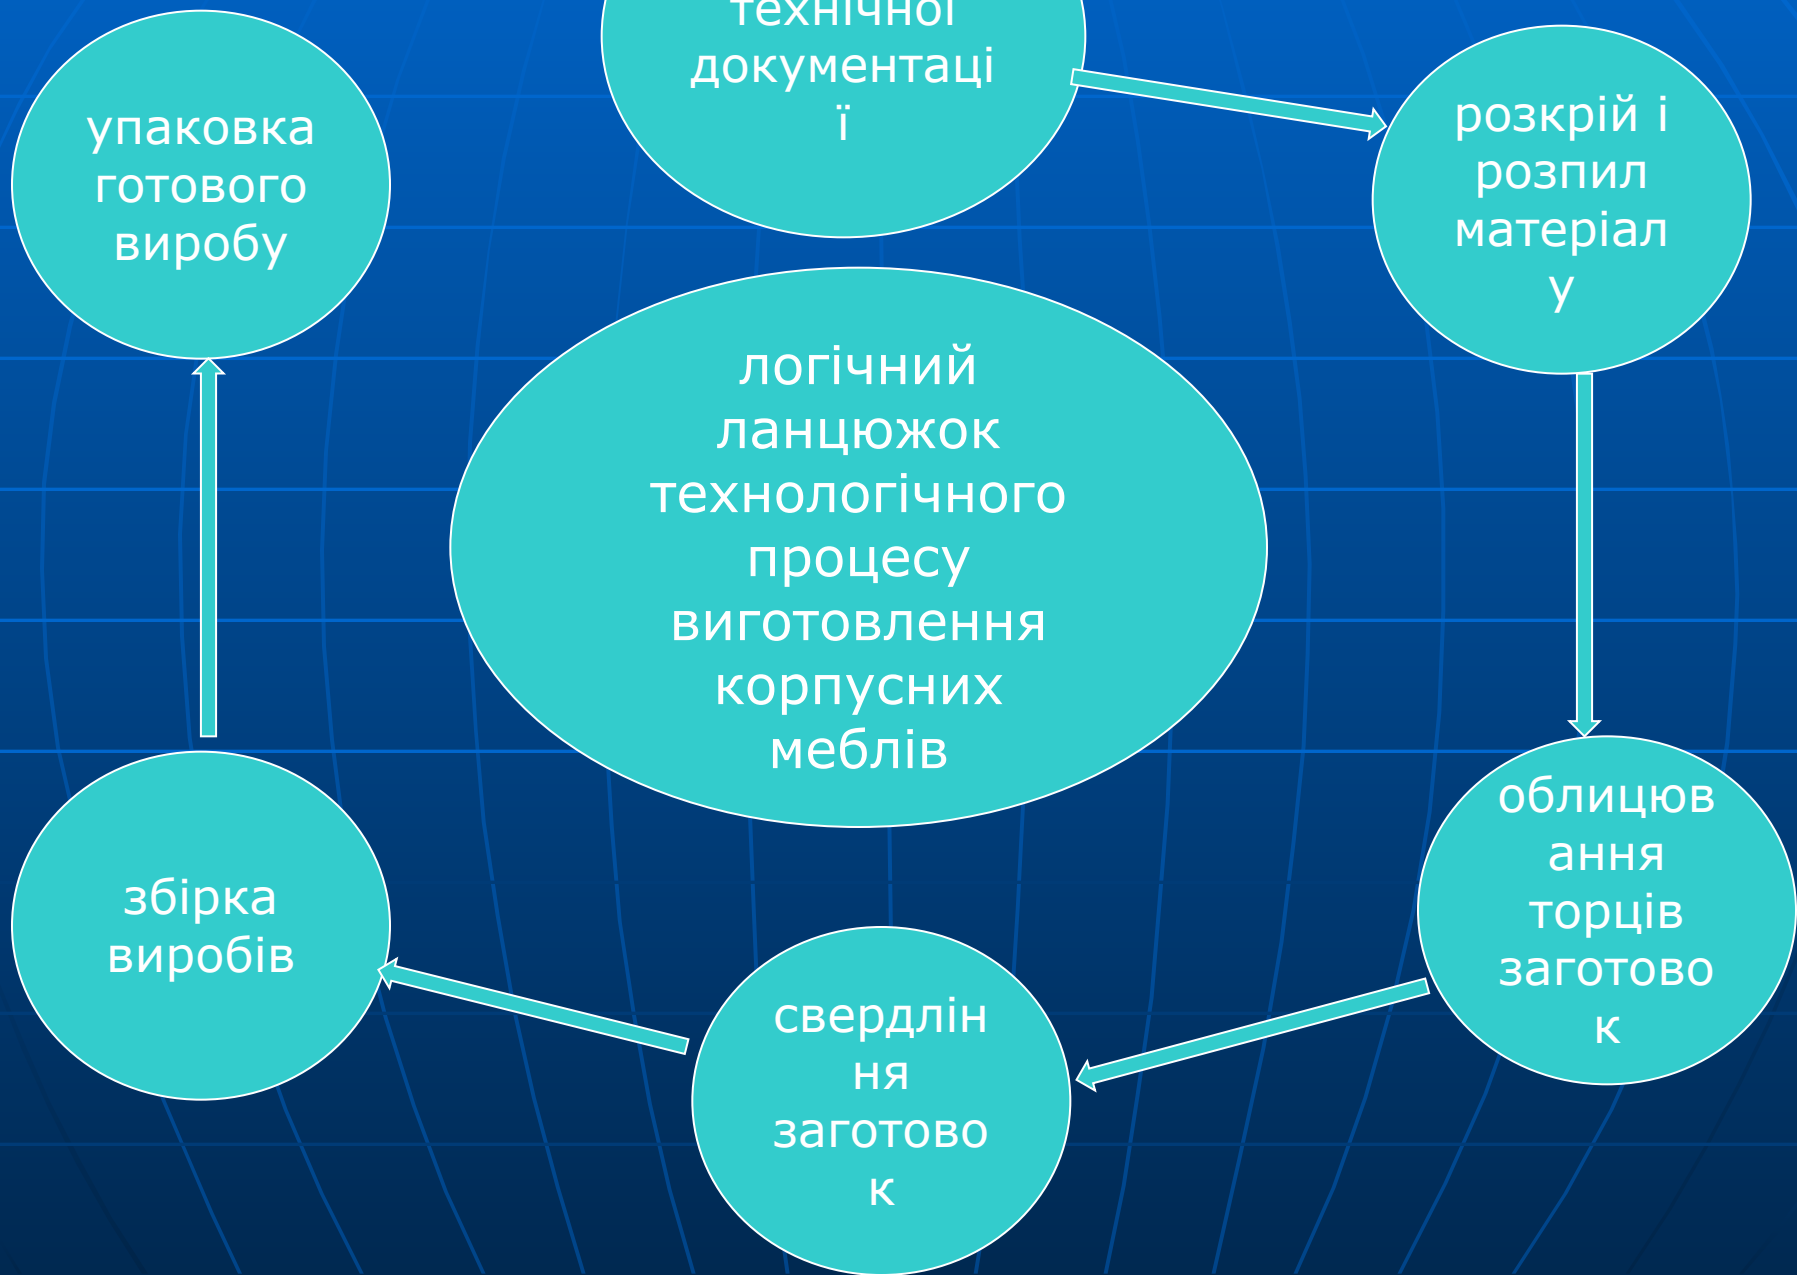 технічної
документаці
ї
розкрій і
розпил
матеріал
у
облицюв
ання
торців
заготово
к
свердлін
ня
заготово
к
збірка
виробів
упаковка
готового
виробу
логічний
ланцюжок
технологічного
процесу
виготовлення
корпусних
меблів